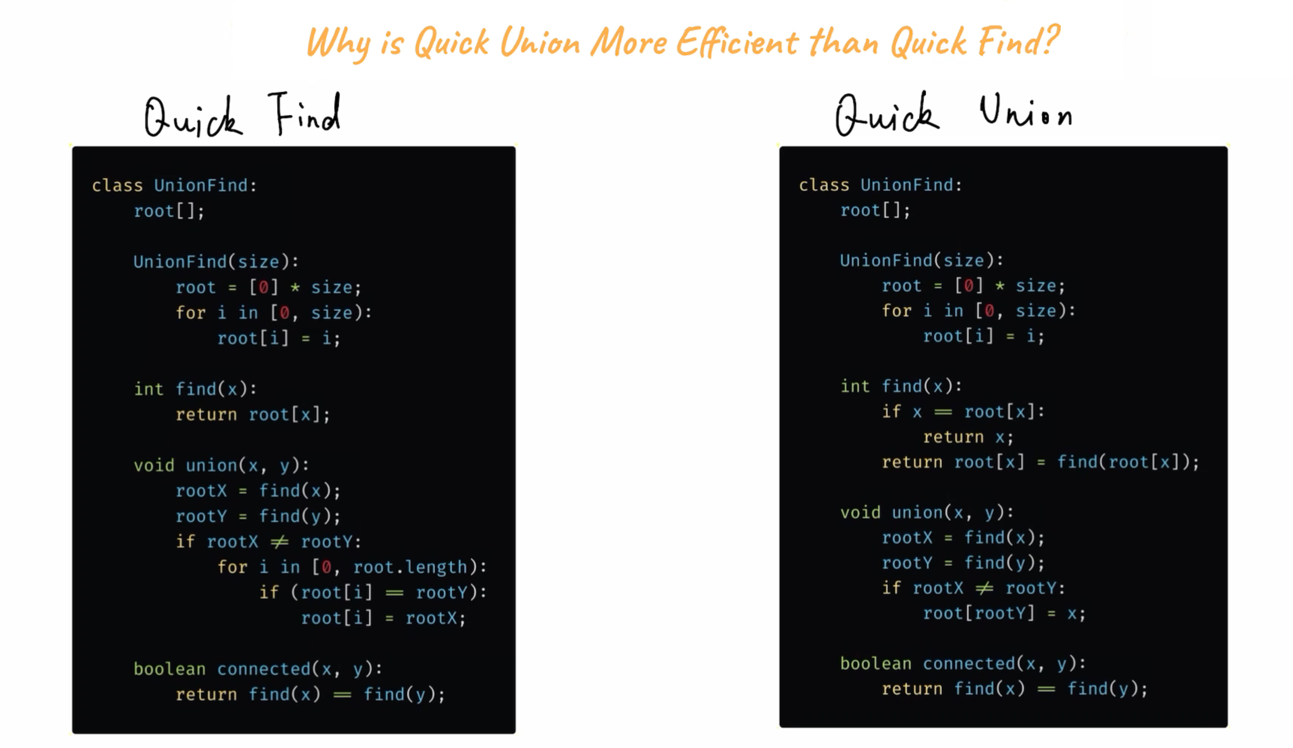 Why is Quick Union More Efficient than Quick Find?
Quick Find
class UnionFind:
root[];
UnionFind(size):
root = [0] * size;
for i in [0, size):
root[i] = i;
int find(x):
return root[x];
void union(x, y):
rootX = find(x);
rootY = find(y);
if rootX ≠ rootY:
for i in [0, root.length):
if (root[i] == rootY):
root[i] = rootX;
boolean connected(x, y):
return find(x) == find(y);
Quick Union
class UnionFind:
root[];
UnionFind(size):
root = [0] * size;
for i in [0, size):
root[i] = i;
int find(x):
if x == root[x]:
return x;
return root[x] = find(root[x]);
void union(x, y):
rootX = find(x);
rootY = find(y);
if rootX ≠ rootY:
root[rootY] = x;
boolean connected(x, y):
return find(x) == find(y);